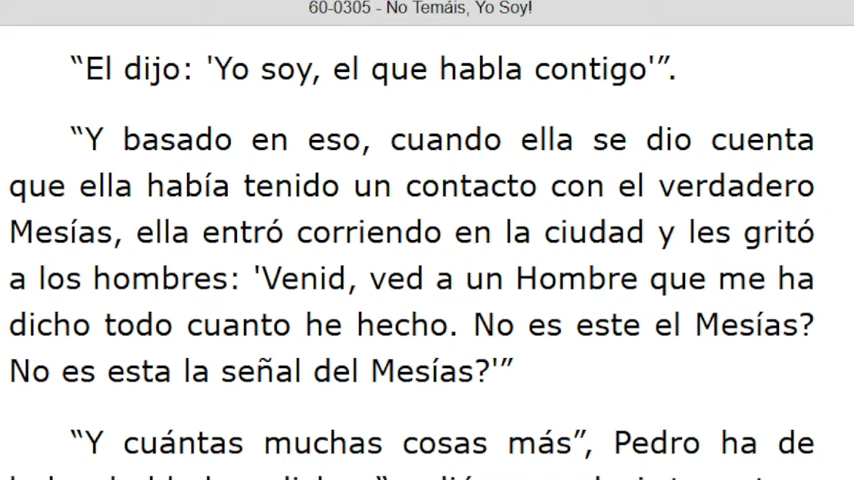 60-0305 - No Temáis, Yo Soy!
“El dijo: 'Yo soy, el que habla contigo'”.
“Y basado en eso, cuando ella se dio cuenta
que ella había tenido un contacto con el verdadero
Mesías, ella entró corriendo en la ciudad y les gritó
a los hombres: 'Venid, ved a un Hombre que me ha
dicho todo cuanto he hecho. No es este el Mesías?
No es esta la señal del Mesías?'”
“Y cuántas muchas cosas más”, Pedro ha de